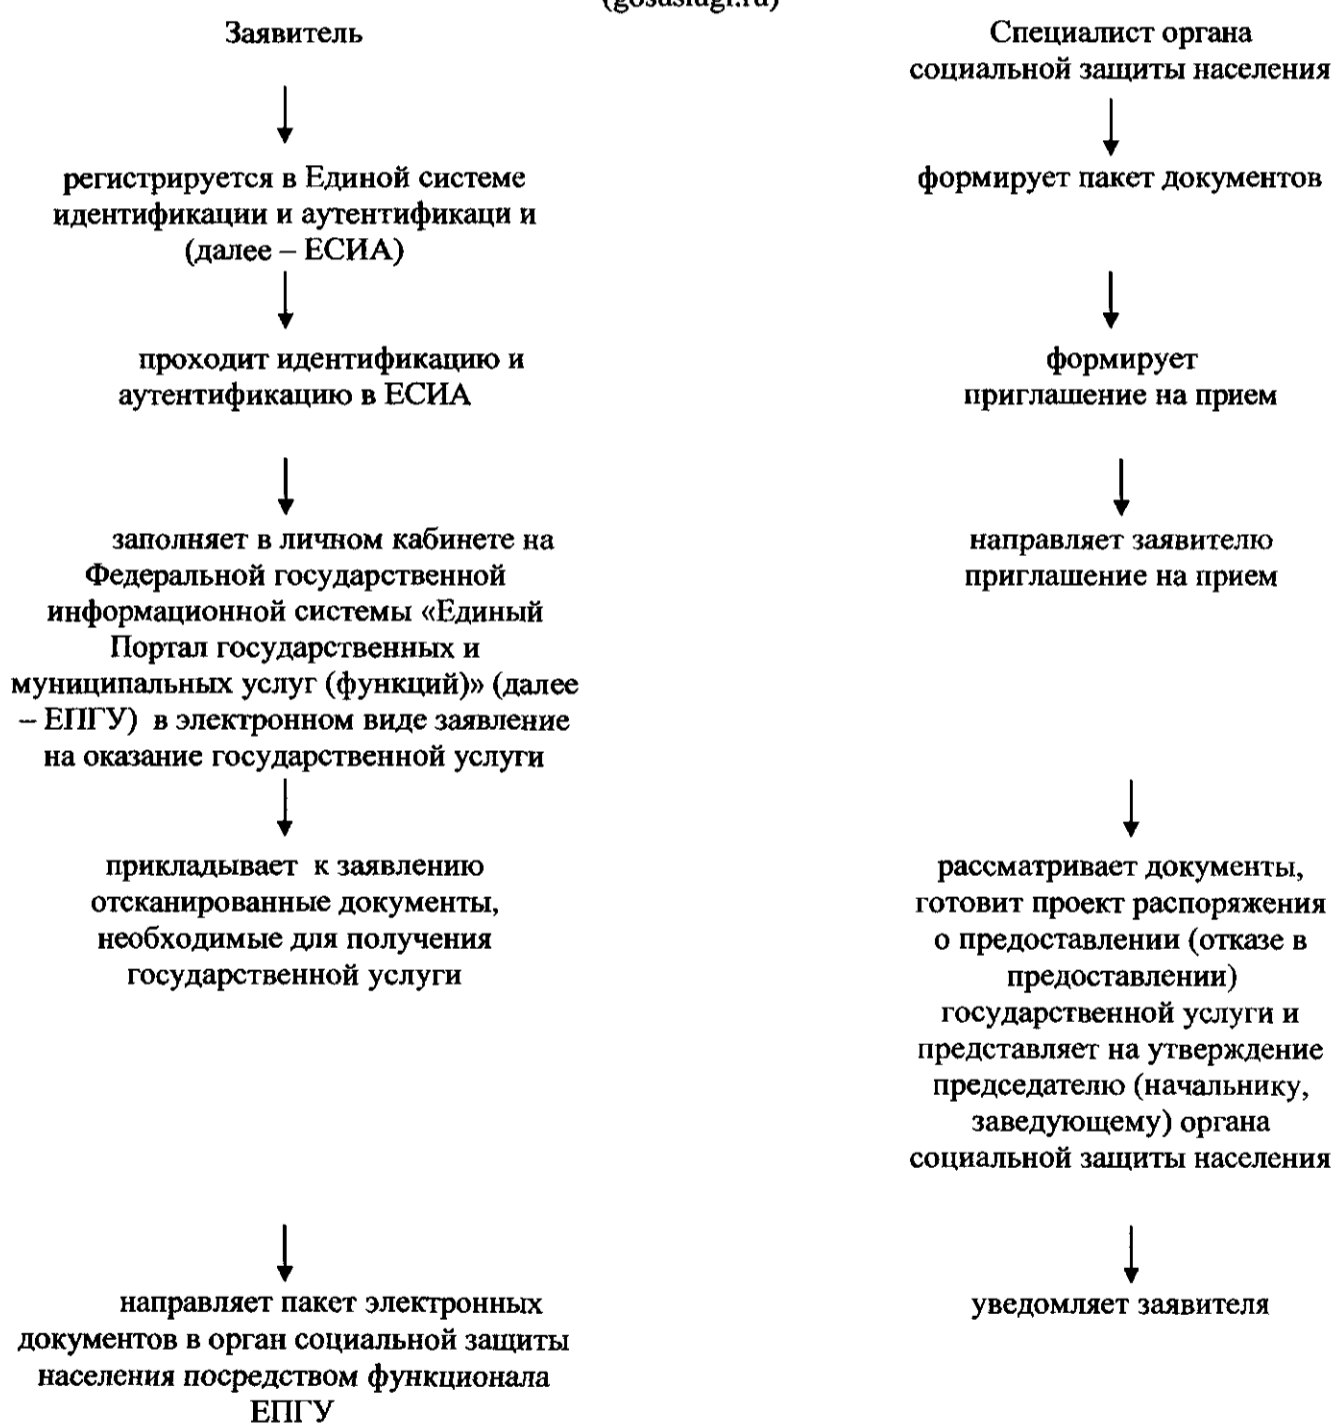 (gosuslugi.ru)
Заявитель
регистрируется в Единой системе
идентификации и аутентификаци и
(далее – ЕСИА)
проходит идентификацию и
аутентификацию в ЕСИА
заполняет в личном кабинете на
Федеральной государственной
информационной системы «Единый
Портал государственных и
муниципальных услуг (функций)» (далее
– ЕПГУ) в электронном виде заявление
на оказание государственной услуги
прикладывает к заявлению
отсканированные документы,
необходимые для получения
государственной услуги
направляет пакет электронных
документов в орган социальной защиты
населения посредством функционала
ЕПГУ
Специалист органа
социальной защиты населения
формирует пакет документов
формирует
приглашение на прием
направляет заявителю
приглашение на прием
рассматривает документы,
готовит проект распоряжения
о предоставлении (отказе в
предоставлении)
государственной услуги и
представляет на утверждение
председателю (начальнику,
заведующему) органа
социальной защиты населения
уведомляет заявителя